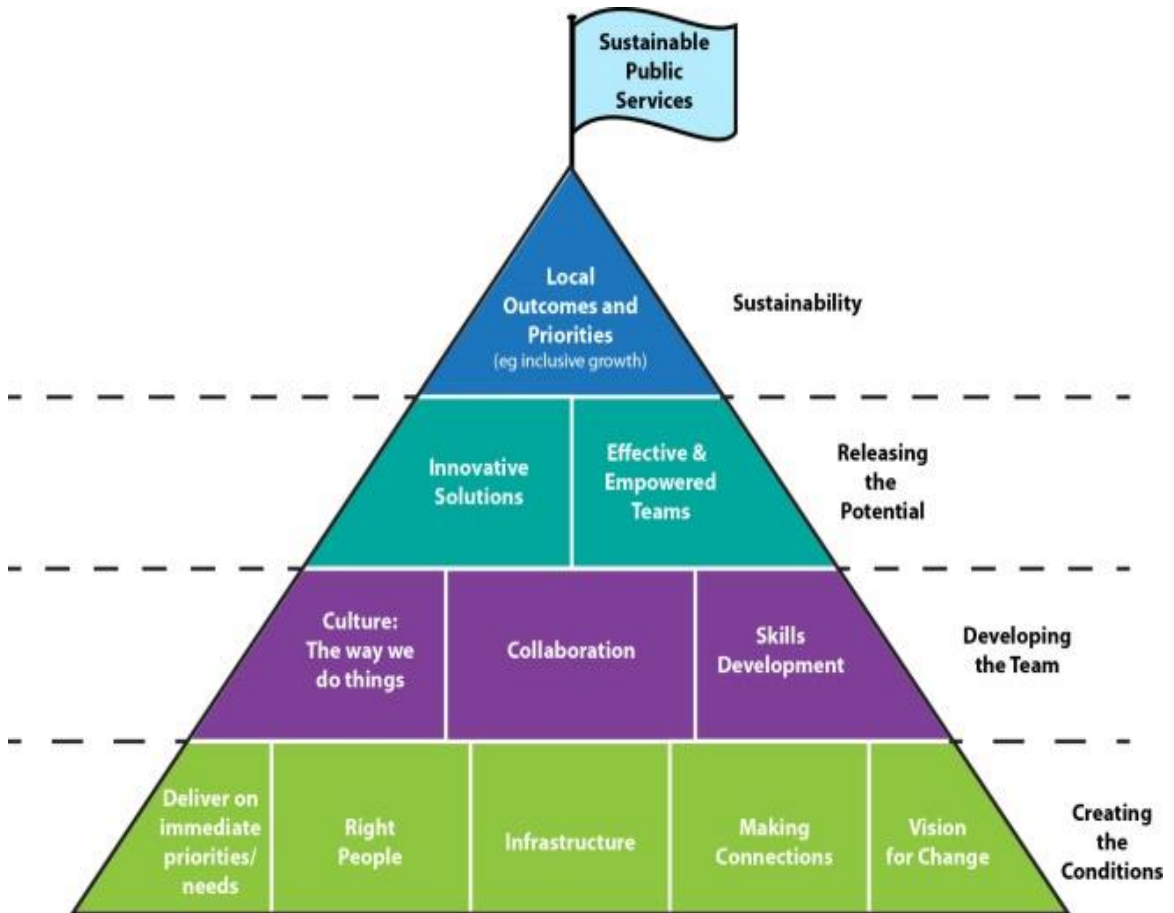 Sustainable
Public
Services
Local
Outcomes and
Priorities
(eg inclusive growth)
Sustainability
Innovative
Solutions
Effective &
Empowered
Teams
Releasing
the
Potential
Culture:
The way we
do things
Collaboration
Skills
Development
Developing
the Team
Deliver on
immediate
priorities/
needs
Right
People
Infrastructure
Making
Connections
Vision
for Change
Creating
the
Conditions